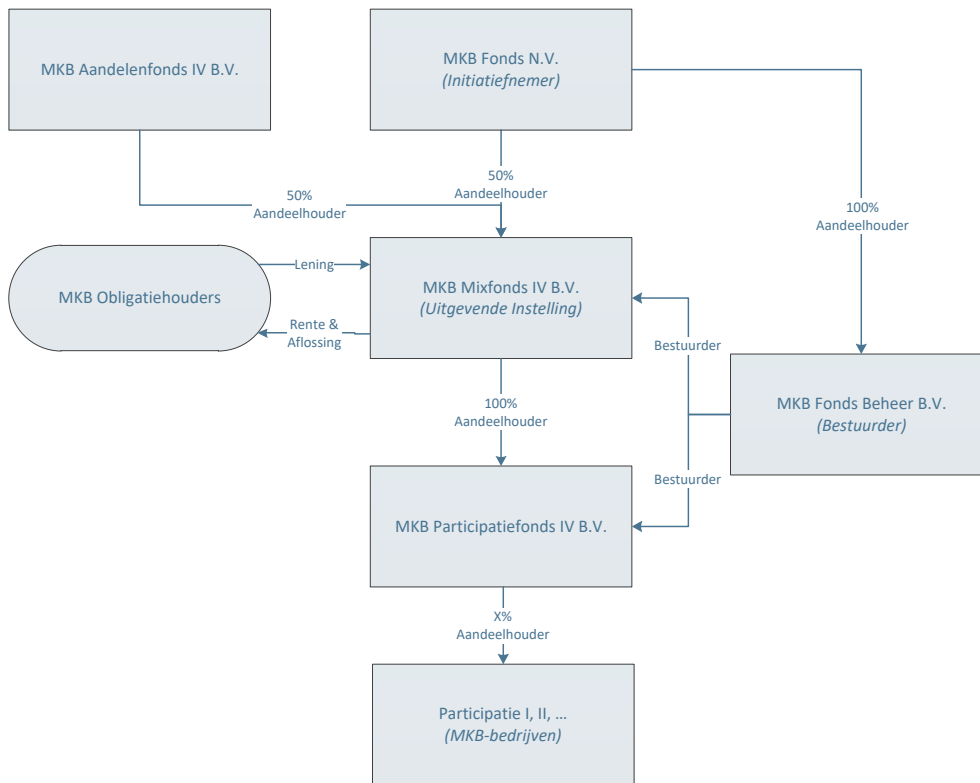 MKB Aandelenfonds IV B.V.
MKB Fonds N.V.
(Initiatiefnemer)
50%
Aandeelhouder
50%
Aandeelhouder
100%
Aandeelhouder
MKB Obligatiehouders
Lening
Rente &
Aflossing
MKB Mixfonds IV B.V.
(Uitgevende Instelling)
Bestuurder
MKB Fonds Beheer B.V.
(Bestuurder)
100%
Aandeelhouder
Bestuurder
MKB Participatiefonds IV B.V.
X%
Aandeelhouder
Participatie I, II, ...
(MKB-bedrijven)